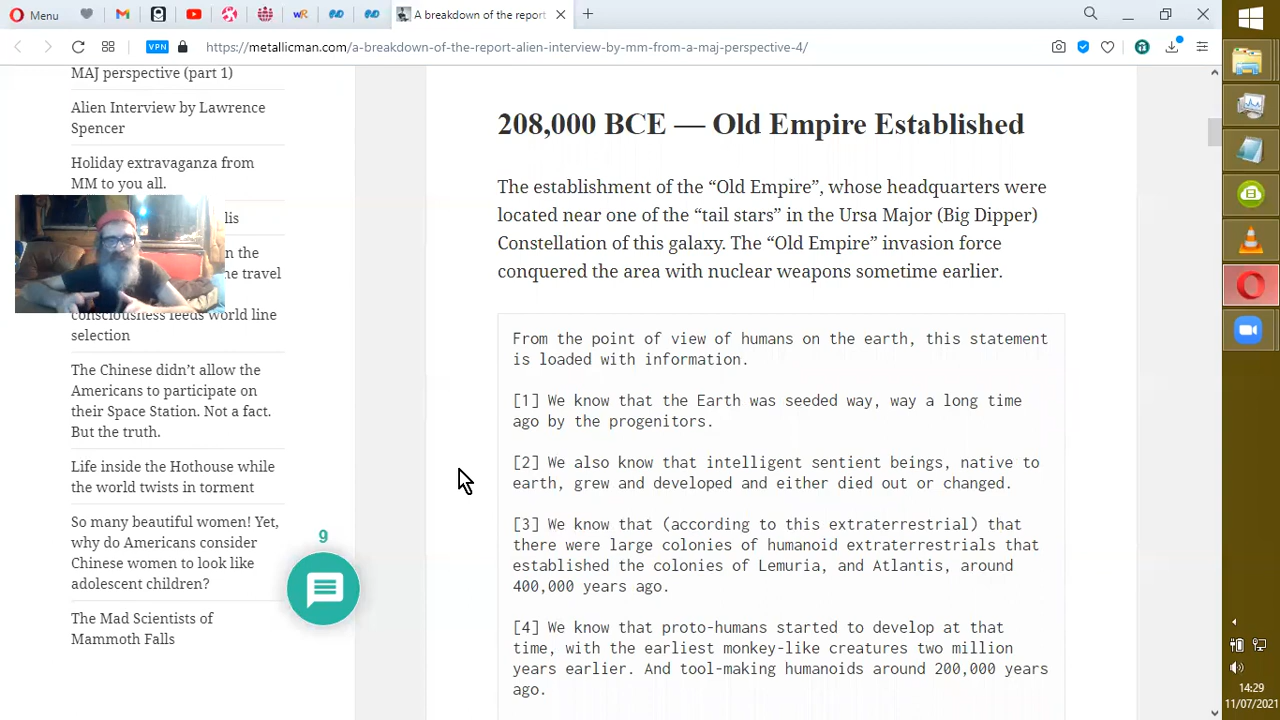 Menu
A breakdown of the report
https://metallicman.com/a-breakdown-of-the-report-alien-interview-by-mm-from-a-maj-perspective-4/
VPN
MAJ perspective (part 1)
Alien Interview by Lawrence
Spencer
Holiday extravaganza from
MM to you all.
lis
n the
ne travel
consciousness feeds world line
selection
The Chinese didn’t allow the
Americans to participate on
their Space Station. Not a fact.
But the truth.
Life inside the Hothouse while
the world twists in torment
So many beautiful women! Yet,
why do Americans consider
Chinese women to look like
adolescent children?
The Mad Scientists of
Mammoth Falls
9
208,000 BCE — Old Empire Established
The establishment of the “Old Empire”, whose headquarters were
located near one of the “tail stars” in the Ursa Major (Big Dipper)
Constellation of this galaxy. The “Old Empire” invasion force
conquered the area with nuclear weapons sometime earlier.
From the point of view of humans on the earth, this statement
is loaded with information.
[1] We know that the Earth was seeded way, way a long time
ago by the progenitors.
[2] We also know that intelligent sentient beings, native to
earth, grew and developed and either died out or changed.
[3] We know that (according to this extraterrestrial) that
there were large colonies of humanoid extraterrestrials that
established the colonies of Lemuria, and Atlantis, around
400,000 years ago.
[4] We know that proto-humans started to develop at that
time, with the earliest monkey-like creatures two million
years earlier. And tool-making humanoids around 200,000 years
ago.
14:29
11/07/2021